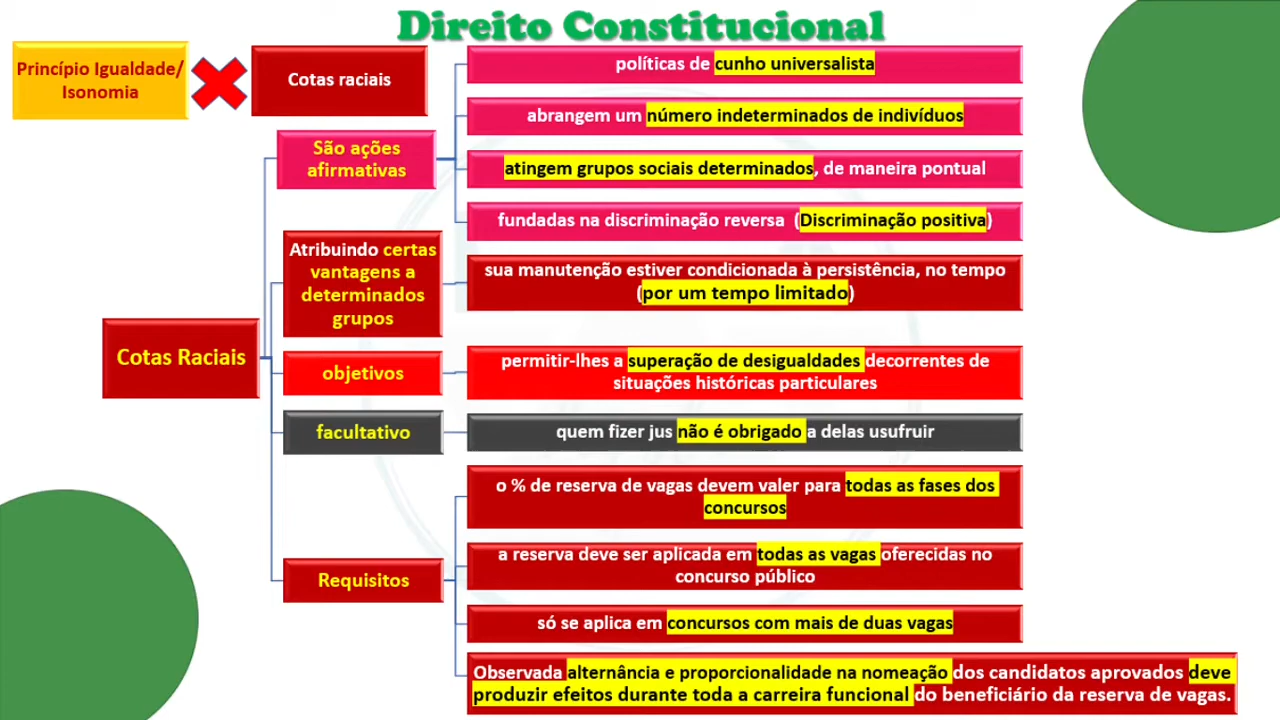 Direito Constitucional
Princípio Igualdade/
Isonomia
Cotas raciais
Cotas Raciais
São ações
afirmativas
políticas de cunho universalista
abrangem um número indeterminados de indivíduos
atingem grupos sociais determinados, de maneira pontual
fundadas na discriminação reversa (Discriminação positiva)
Atribuindo certas
vantagens a
determinados
grupos
sua manutenção estiver condicionada à persistência, no tempo
(por um tempo limitado)
objetivos
permitir-lhes a superação de desigualdades decorrentes de
situações históricas particulares
facultativo
quem fizer jus não é obrigado a delas usufruir
Requisitos
o % de reserva de vagas devem valer para todas as fases dos
concursos
a reserva deve ser aplicada em todas as vagas oferecidas no
concurso público
só se aplica em concursos com mais de duas vagas
Observada alternância e proporcionalidade na nomeação dos candidatos aprovados deve
produzir efeitos durante toda a carreira funcional do beneficiário da reserva de vagas.